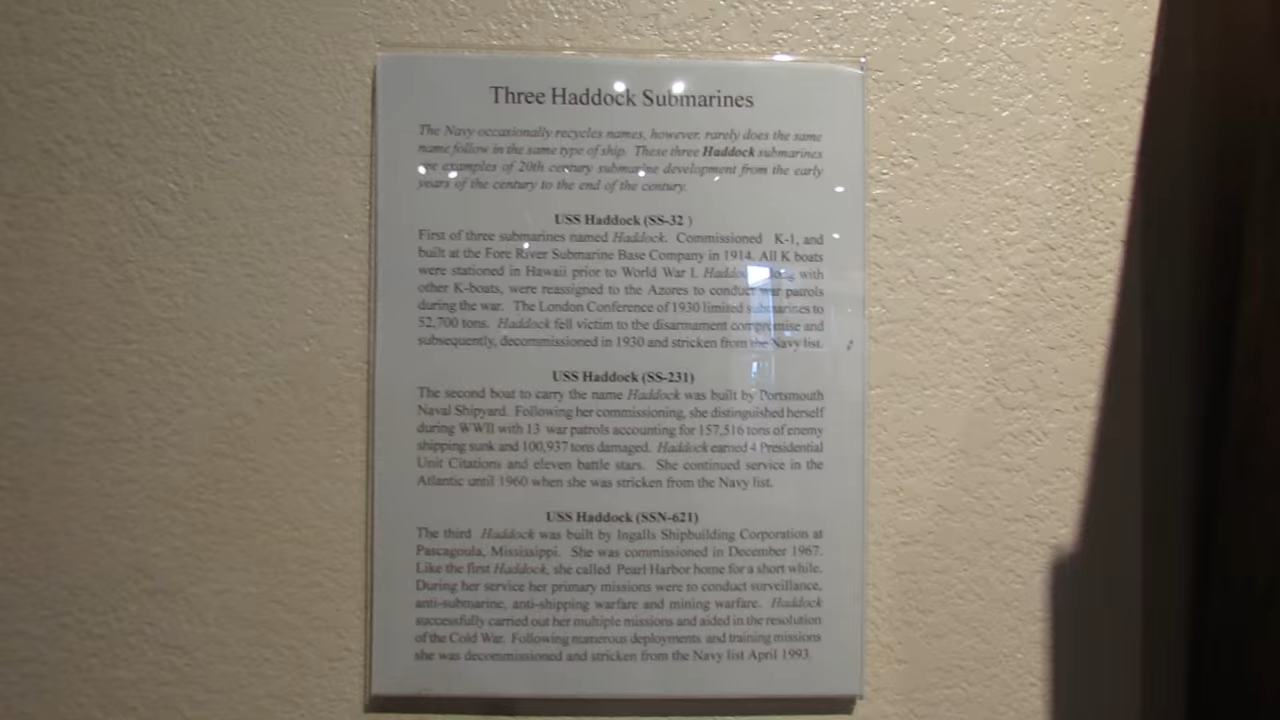 Three Haddock Submarines
The Navy occasionally recycles names, however, rarely does the same
name follow in the same type of ship. These three Haddock submarines
are examples of 20th century submarine development from the early
years of the century to the end of the century.
USS Haddock (SS-32 )
First of three submarines named Haddock. Commissioned K-1, and
built at the Fore River Submarine Base Company in 1914. All K boats
were stationed in Hawaii prior to World War I. Haddock along with
other K-boats, were reassigned to the Azores to conduct war patrols
during the war. The London Conference of 1930 limited submarines to
52,700 tons. Haddock fell victim to the disarmament compromise and
subsequently, decommissioned in 1930 and stricken from the Navy list.
USS Haddock (SS-231)
The second boat to carry the name Haddock was built by Portsmouth
Naval Shipyard. Following her commissioning, she distinguished herself
during WWII with 13 war patrols accounting for 157,516 tons of enemy
shipping sunk and 100,937 tons damaged. Haddock earned 4 Presidential
Unit Citations and eleven battle stars. She continued service in the
Atlantic until 1960 when she was stricken from the Navy list.
USS Haddock (SSN-621)
The third Haddock was built by Ingalls Shipbuilding Corporation at
Pascagoula, Mississippi. She was commissioned in December 1967.
Like the first Haddock, she called Pearl Harbor home for a short while.
During her service her primary missions were to conduct surveillance,
anti-submarine, anti-shipping warfare and mining warfare. Haddock
successfully carried out her multiple missions and aided in the resolution
of the Cold War. Following numerous deployments and training missions
she was decommissioned and stricken from the Navy list April 1993.